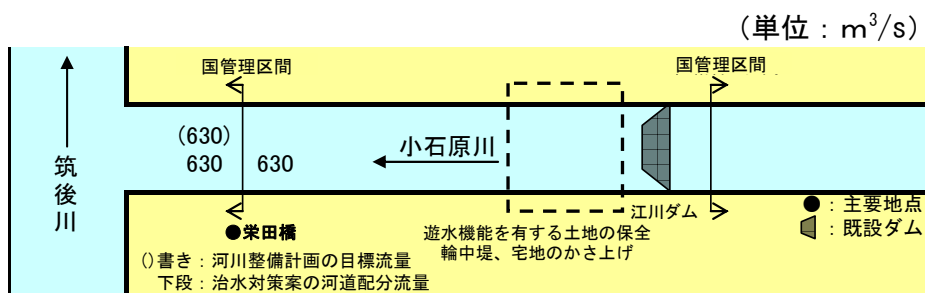 (単位：m³/s)
国管理区間
国管理区間
(630)
630
630
小石原川
筑後川
江川ダム
●栄田橋
遊水機能を有する土地の保全
輪中堤、宅地のかさ上げ
●：主要地点
：既設ダム
()書き：河川整備計画の目標流量
下段：治水対策案の河道配分流量